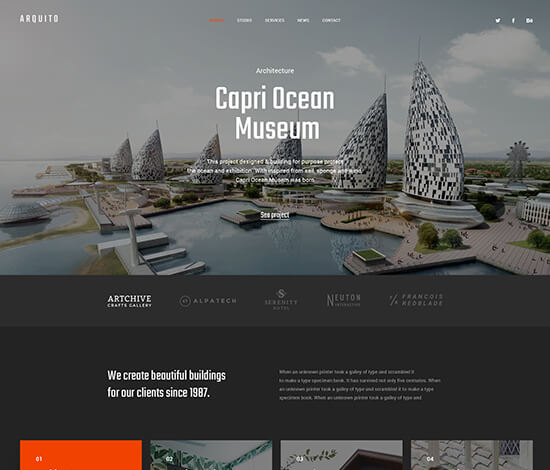 ARQUITO
STUDIO
SERVICES
NEWS
CONTACT
Architecture
Capri Ocean
Museum
This project designed & building for purpose protect
the ocean and exhibition. With inspired from sail, sponge and wind,
Capri Ocean Museum was born.
See project
ARTCHIVE
CRAFTS GALLERY
ALPATECH
SERENITY
HOTEL
NEUTON
FRANCOIS
REDBLADE
We create beautiful buildings
for our clients since 1987.
When an unknown printer took a galley of type and scrambled it
to make a type specimen book. It has survived not only five centuries. When
an unknown printer took a galley of type and scrambled it to make a type
specimen book. When an unknown printer took a galley of type and
01
02
03
04